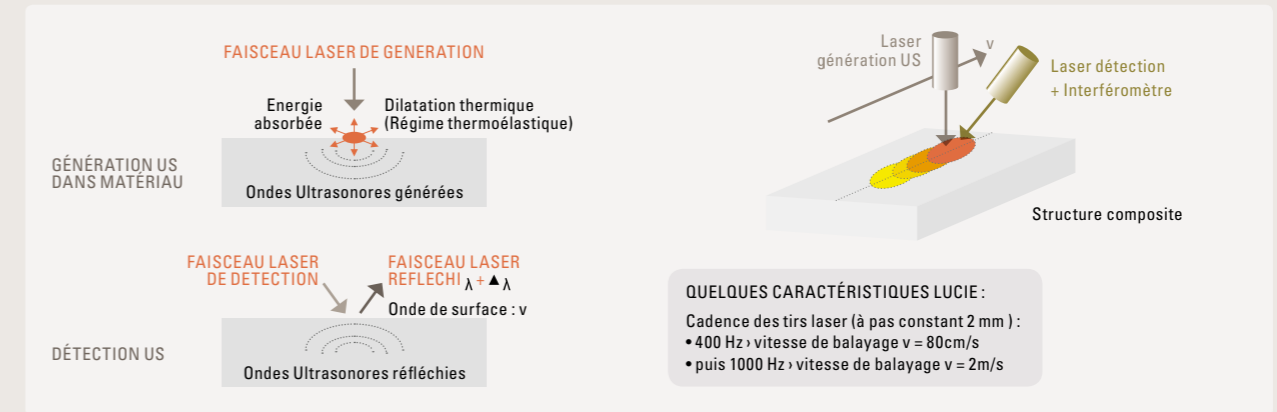 FAISCEAU LASER DE GENERATION
Energie
absorbée
Dilatation thermique
(Régime thermoélastique)
GÉNÉRATION US
DANS MATÉRIAU
Ondes Ultrasonores générées
FAISCEAU LASER
DE DETECTION
FAISCEAU LASER
REFLECHI λ + ▲ λ
Onde de surface : v
DÉTECTION US
Ondes Ultrasonores réfléchies
Laser
génération US
v
Laser détection
+ Interféromètre
Structure composite
QUELQUES CARACTÉRISTIQUES LUCIE :
Cadence des tirs laser (à pas constant 2 mm ) :
• 400 Hz › vitesse de balayage v = 80cm/s
• puis 1000 Hz › vitesse de balayage v = 2m/s